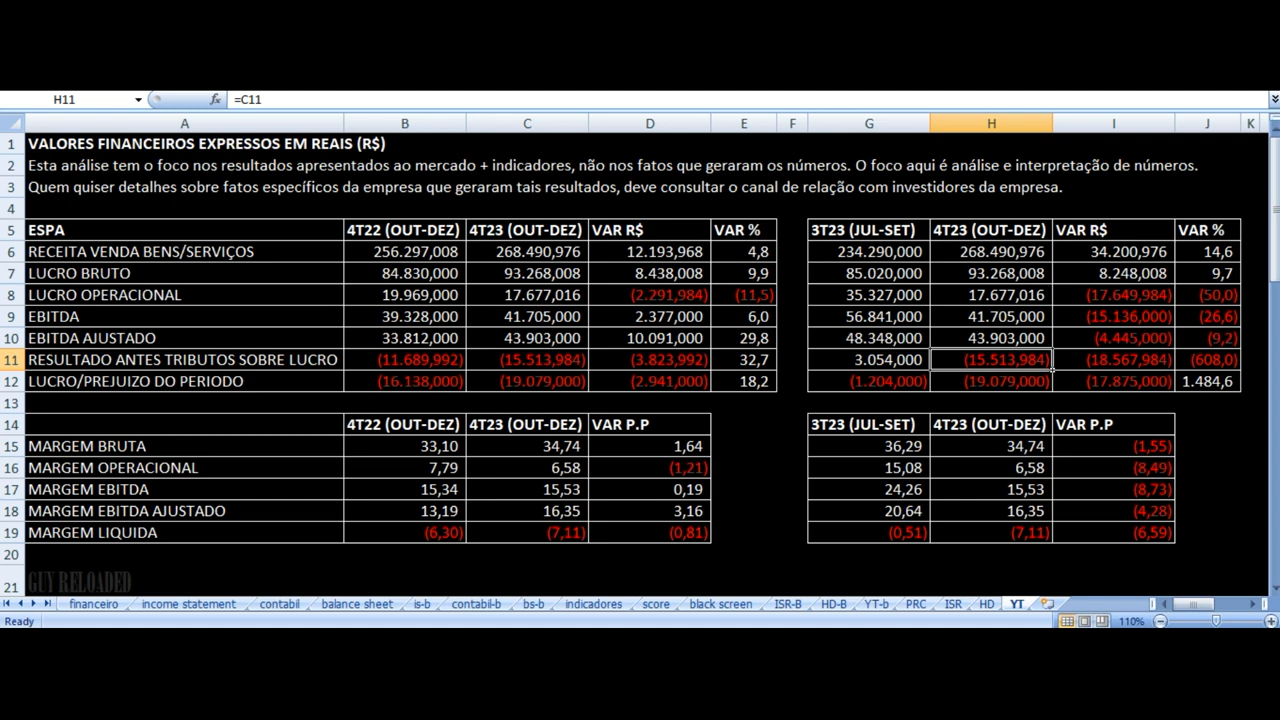 H11 fx =C11
A B C D E F G H I J K
1 VALORES FINANCEIROS EXPRESSOS EM REAIS (R$)
2 Esta análise tem o foco nos resultados apresentados ao mercado + indicadores, não nos fatos que geraram os números. O foco aqui é análise e interpretação de números.
3 Quem quiser detalhes sobre fatos específicos da empresa que geraram tais resultados, deve consultar o canal de relação com investidores da empresa.
4
5 ESPA 4T22 (OUT-DEZ) 4T23 (OUT-DEZ) VAR R$ VAR % 3T23 (JUL-SET) 4T23 (OUT-DEZ) VAR R$ VAR %
6 RECEITA VENDA BENS/SERVIÇOS 256.297,008 268.490,976 12.193,968 4,8 234.290,000 268.490,976 34.200,976 14,6
7 LUCRO BRUTO 84.830,000 93.268,008 8.438,008 9,9 85.020,000 93.268,008 8.248,008 9,7
8 LUCRO OPERACIONAL 19.969,000 17.677,016 (2.291,984) (11,5) 35.327,000 17.677,016 (17.649,984) (50,0)
9 EBITDA 39.328,000 41.705,000 2.377,000 6,0 56.841,000 41.705,000 (15.136,000) (26,6)
10 EBITDA AJUSTADO 33.812,000 43.903,000 10.091,000 29,8 48.348,000 43.903,000 (4.445,000) (9,2)
11 RESULTADO ANTES TRIBUTOS SOBRE LUCRO (11.689,992) (15.513,984) (3.823,992) 32,7 3.054,000 (15.513,984) (18.567,984) (608,0)
12 LUCRO/PREJUIZO DO PERIODO (16.138,000) (19.079,000) (2.941,000) 18,2 (1.204,000) (19.079,000) (17.875,000) 1.484,6
13
14 4T22 (OUT-DEZ) 4T23 (OUT-DEZ) VAR P.P 3T23 (JUL-SET) 4T23 (OUT-DEZ) VAR P.P
15 MARGEM BRUTA 33,10 34,74 1,64 36,29 34,74 (1,55)
16 MARGEM OPERACIONAL 7,79 6,58 (1,21) 15,08 6,58 (8,49)
17 MARGEM EBITDA 15,34 15,53 0,19 24,26 15,53 (8,73)
18 MARGEM EBITDA AJUSTADO 13,19 16,35 3,16 20,64 16,35 (4,28)
19 MARGEM LIQUIDA (6,30) (7,11) (0,81) (0,51) (7,11) (6,59)
20
21 GUY RELOADED
financeiro income statement contabil balance sheet is-b contabil-b bs-b indicadores score black screen ISR-B HD-B YT-b PRC ISR HD YT
Ready 110%